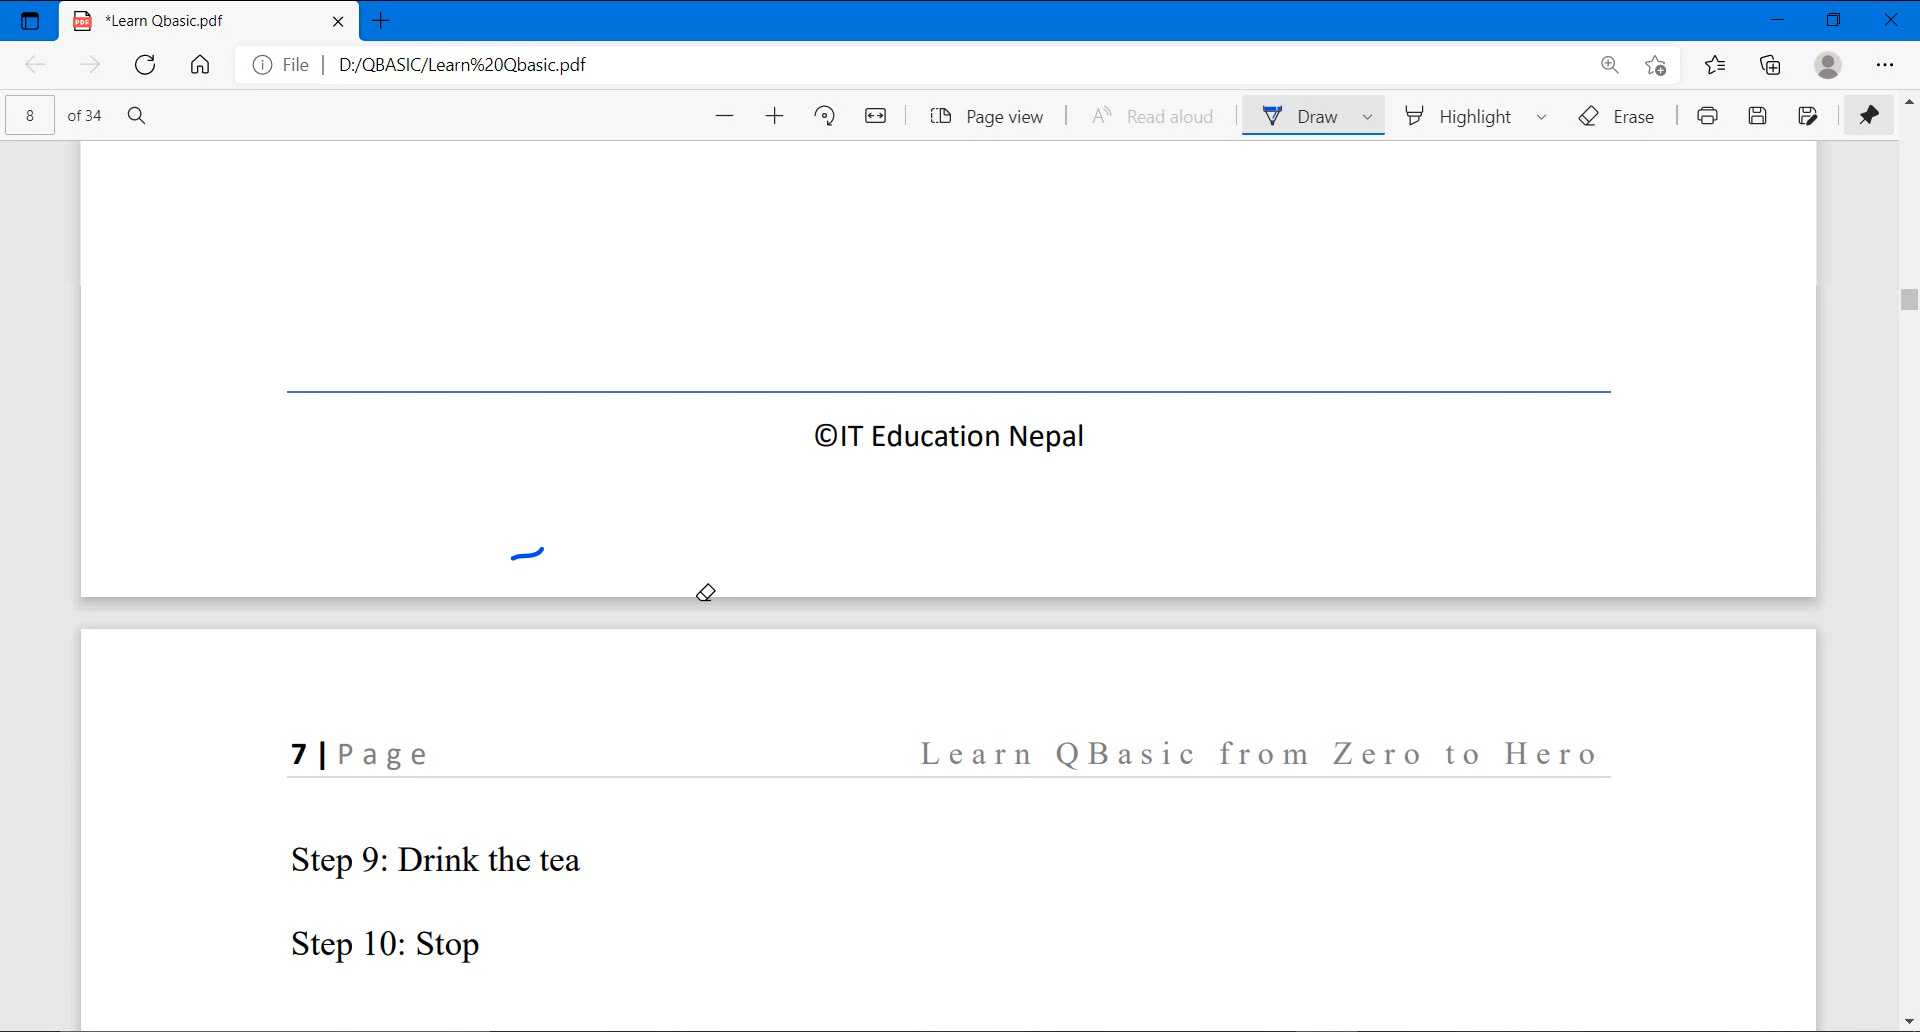 *Learn Qbasic.pdf
File | D:/QBASIC/Learn%20Qbasic.pdf
8 of 34 Page view Read aloud Draw Highlight Erase
©IT Education Nepal
7 | Page Learn QBasic from Zero to Hero
Step 9: Drink the tea
Step 10: Stop